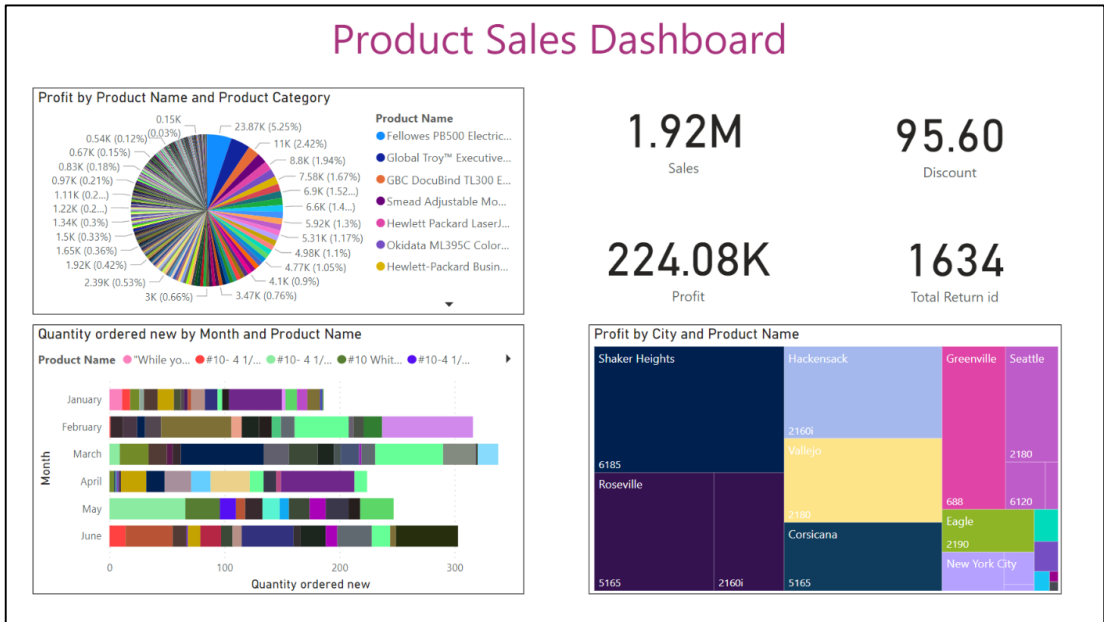 Product Sales Dashboard
Profit by Product Name and Product Category
0.15K
(0.03%)
0.54K (0.12%)
0.67K (0.15%)
0.83K (0.18%)
0.97K (0.21%)
1.11K (0.2...)
1.22K (0.2...)
1.34K (0.3%)
1.5K (0.33%)
1.65K (0.36%)
1.92K (0.42%)
2.39K (0.53%)
3K (0.66%)
23.87K (5.25%)
11K (2.42%)
8.8K (1.94%)
7.58K (1.67%)
6.9K (1.52...)
6.6K (1.4...)
5.92K (1.3%)
5.31K (1.17%)
4.98K (1.1%)
4.77K (1.05%)
4.1K (0.9%)
3.47K (0.76%)
Product Name
Fellowes PB500 Electric...
Global Troy™ Executive...
GBC DocuBind TL300 E...
Smead Adjustable Mo...
Hewlett Packard LaserJ...
Okidata ML395C Color...
Hewlett-Packard Busin...
1.92M
Sales
95.60
Discount
224.08K
Profit
1634
Total Return id
Quantity ordered new by Month and Product Name
Product Name "While yo... #10- 4 1/... #10- 4 1/... #10 Whit... #10-4 1/...
Month
January
February
March
April
May
June
0 100 200 300
Quantity ordered new
Profit by City and Product Name
Shaker Heights
6185
Roseville
5165
2160i
Hackensack
2160i
Vallejo
2180
Corsicana
5165
Greenville
688
Seattle
2180
6120
Eagle
2190
New York City